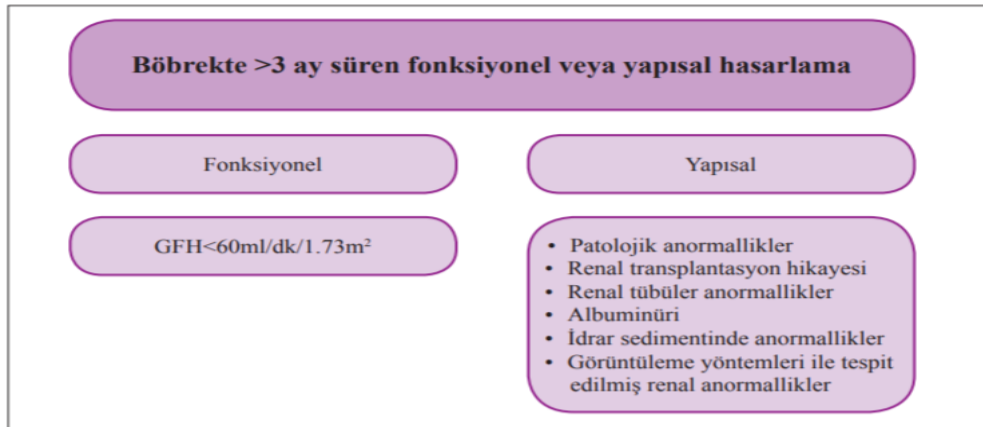 Böbrekte >3 ay süren fonksiyonel veya yapısal hasarlama
Fonksiyonel
Yapısal
GFH<60ml/dk/1.73m²
• Patolojik anormallikler
• Renal transplantasyon hikayesi
• Renal tübüler anormallikler
• Albuminüri
• İdrar sedimentinde anormallikler
• Görüntüleme yöntemleri ile tespit
edilmiş renal anormallikler